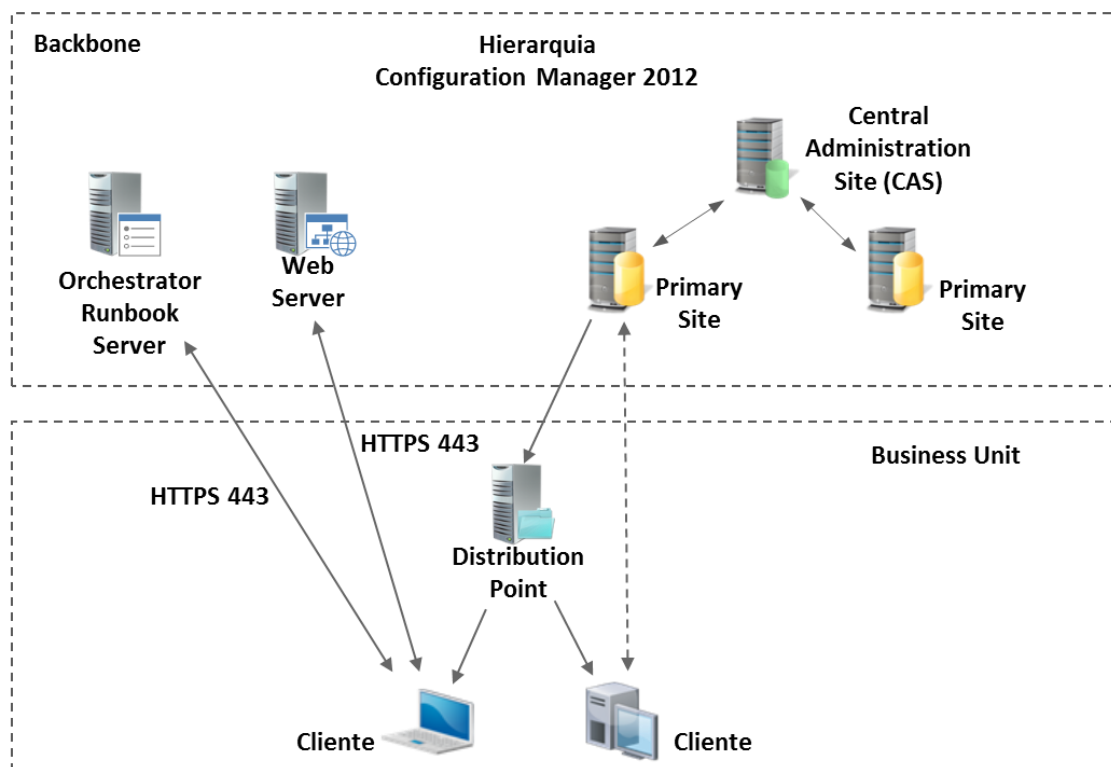 Backbone
Hierarquia
Configuration Manager 2012
Central
Administration
Site (CAS)
Orchestrator
Runbook
Server
Web
Server
Primary
Site
Primary
Site
HTTPS 443
HTTPS 443
Business Unit
Distribution
Point
Cliente
Cliente